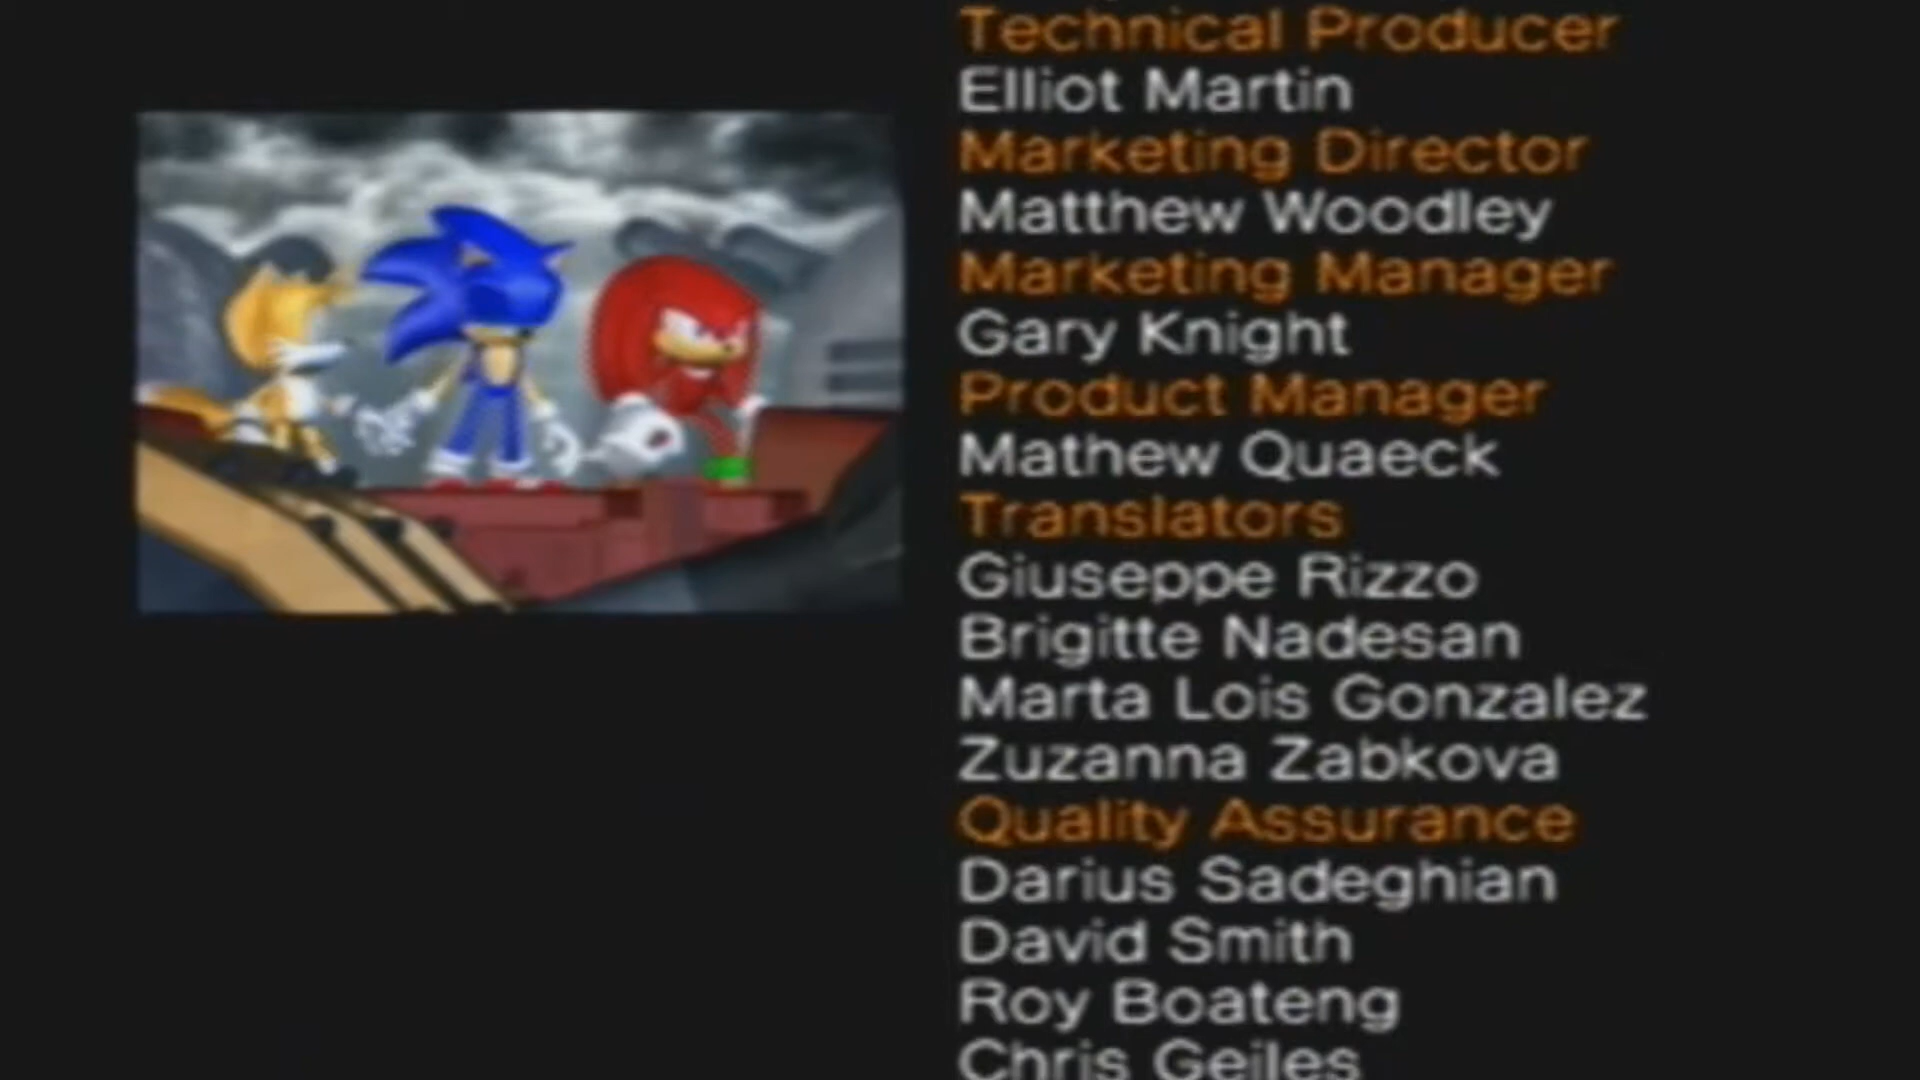 Technical Producer
Elliot Martin
Marketing Director
Matthew Woodley
Marketing Manager
Gary Knight
Product Manager
Mathew Quaeck
Translators
Giuseppe Rizzo
Brigitte Nadesan
Marta Lois Gonzalez
Zuzanna Zabkova
Quality Assurance
Darius Sadeghian
David Smith
Roy Boateng
Chris Geiles